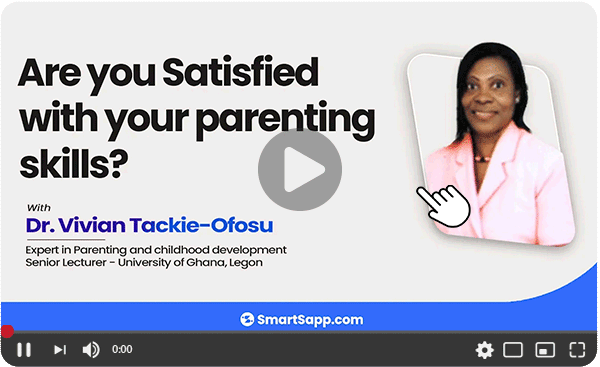 Are you Satisfied
with your parenting
skills?
With
Dr. Vivian Tackie-Ofosu
Expert in Parenting and childhood development
Senior Lecturer - University of Ghana, Legon
SmartSapp.com
0:00